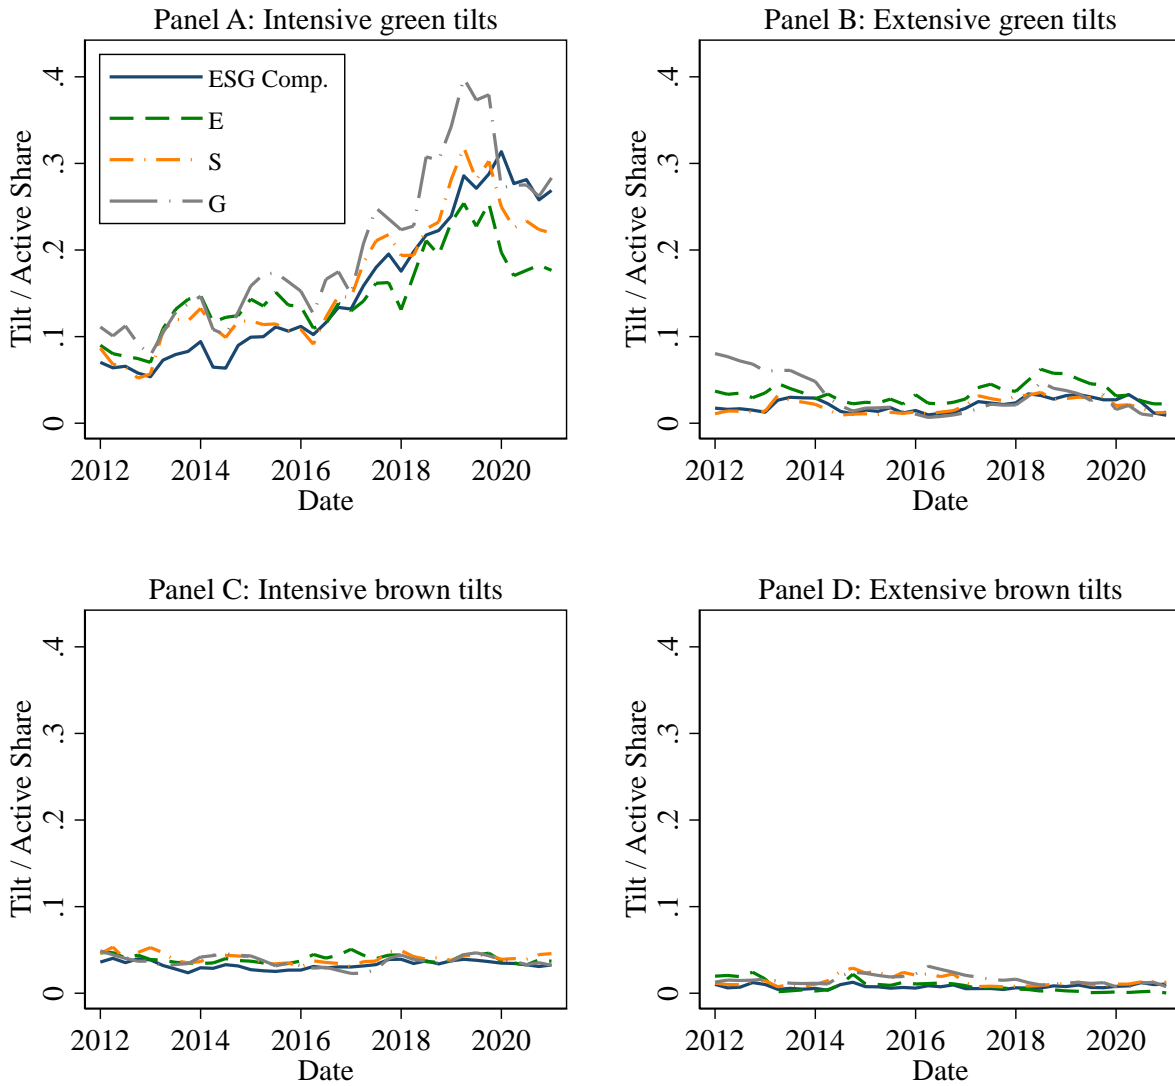 Panel A: Intensive green tilts
Tilt / Active Share
.4
.3
.2
.1
0
ESG Comp.
E
S
G
2012 2014 2016 2018 2020
Date
Panel B: Extensive green tilts
Tilt / Active Share
.4
.3
.2
.1
0
2012 2014 2016 2018 2020
Date
Panel C: Intensive brown tilts
Tilt / Active Share
.4
.3
.2
.1
0
2012 2014 2016 2018 2020
Date
Panel D: Extensive brown tilts
Tilt / Active Share
.4
.3
.2
.1
0
2012 2014 2016 2018 2020
Date